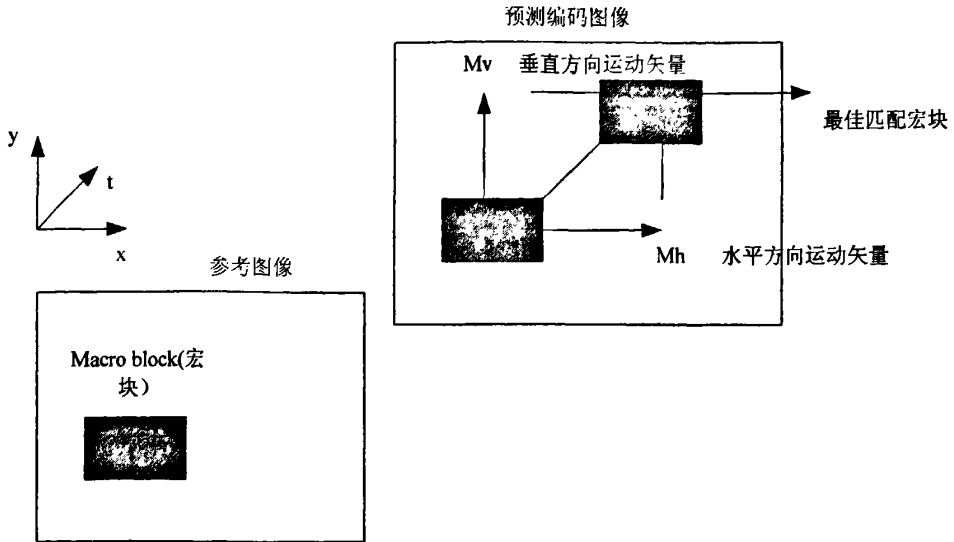 预测编码图像
Mv 垂直方向运动矢量
最佳匹配宏块
y
t
x
Mh 水平方向运动矢量
参考图像
Macro block(宏
块）